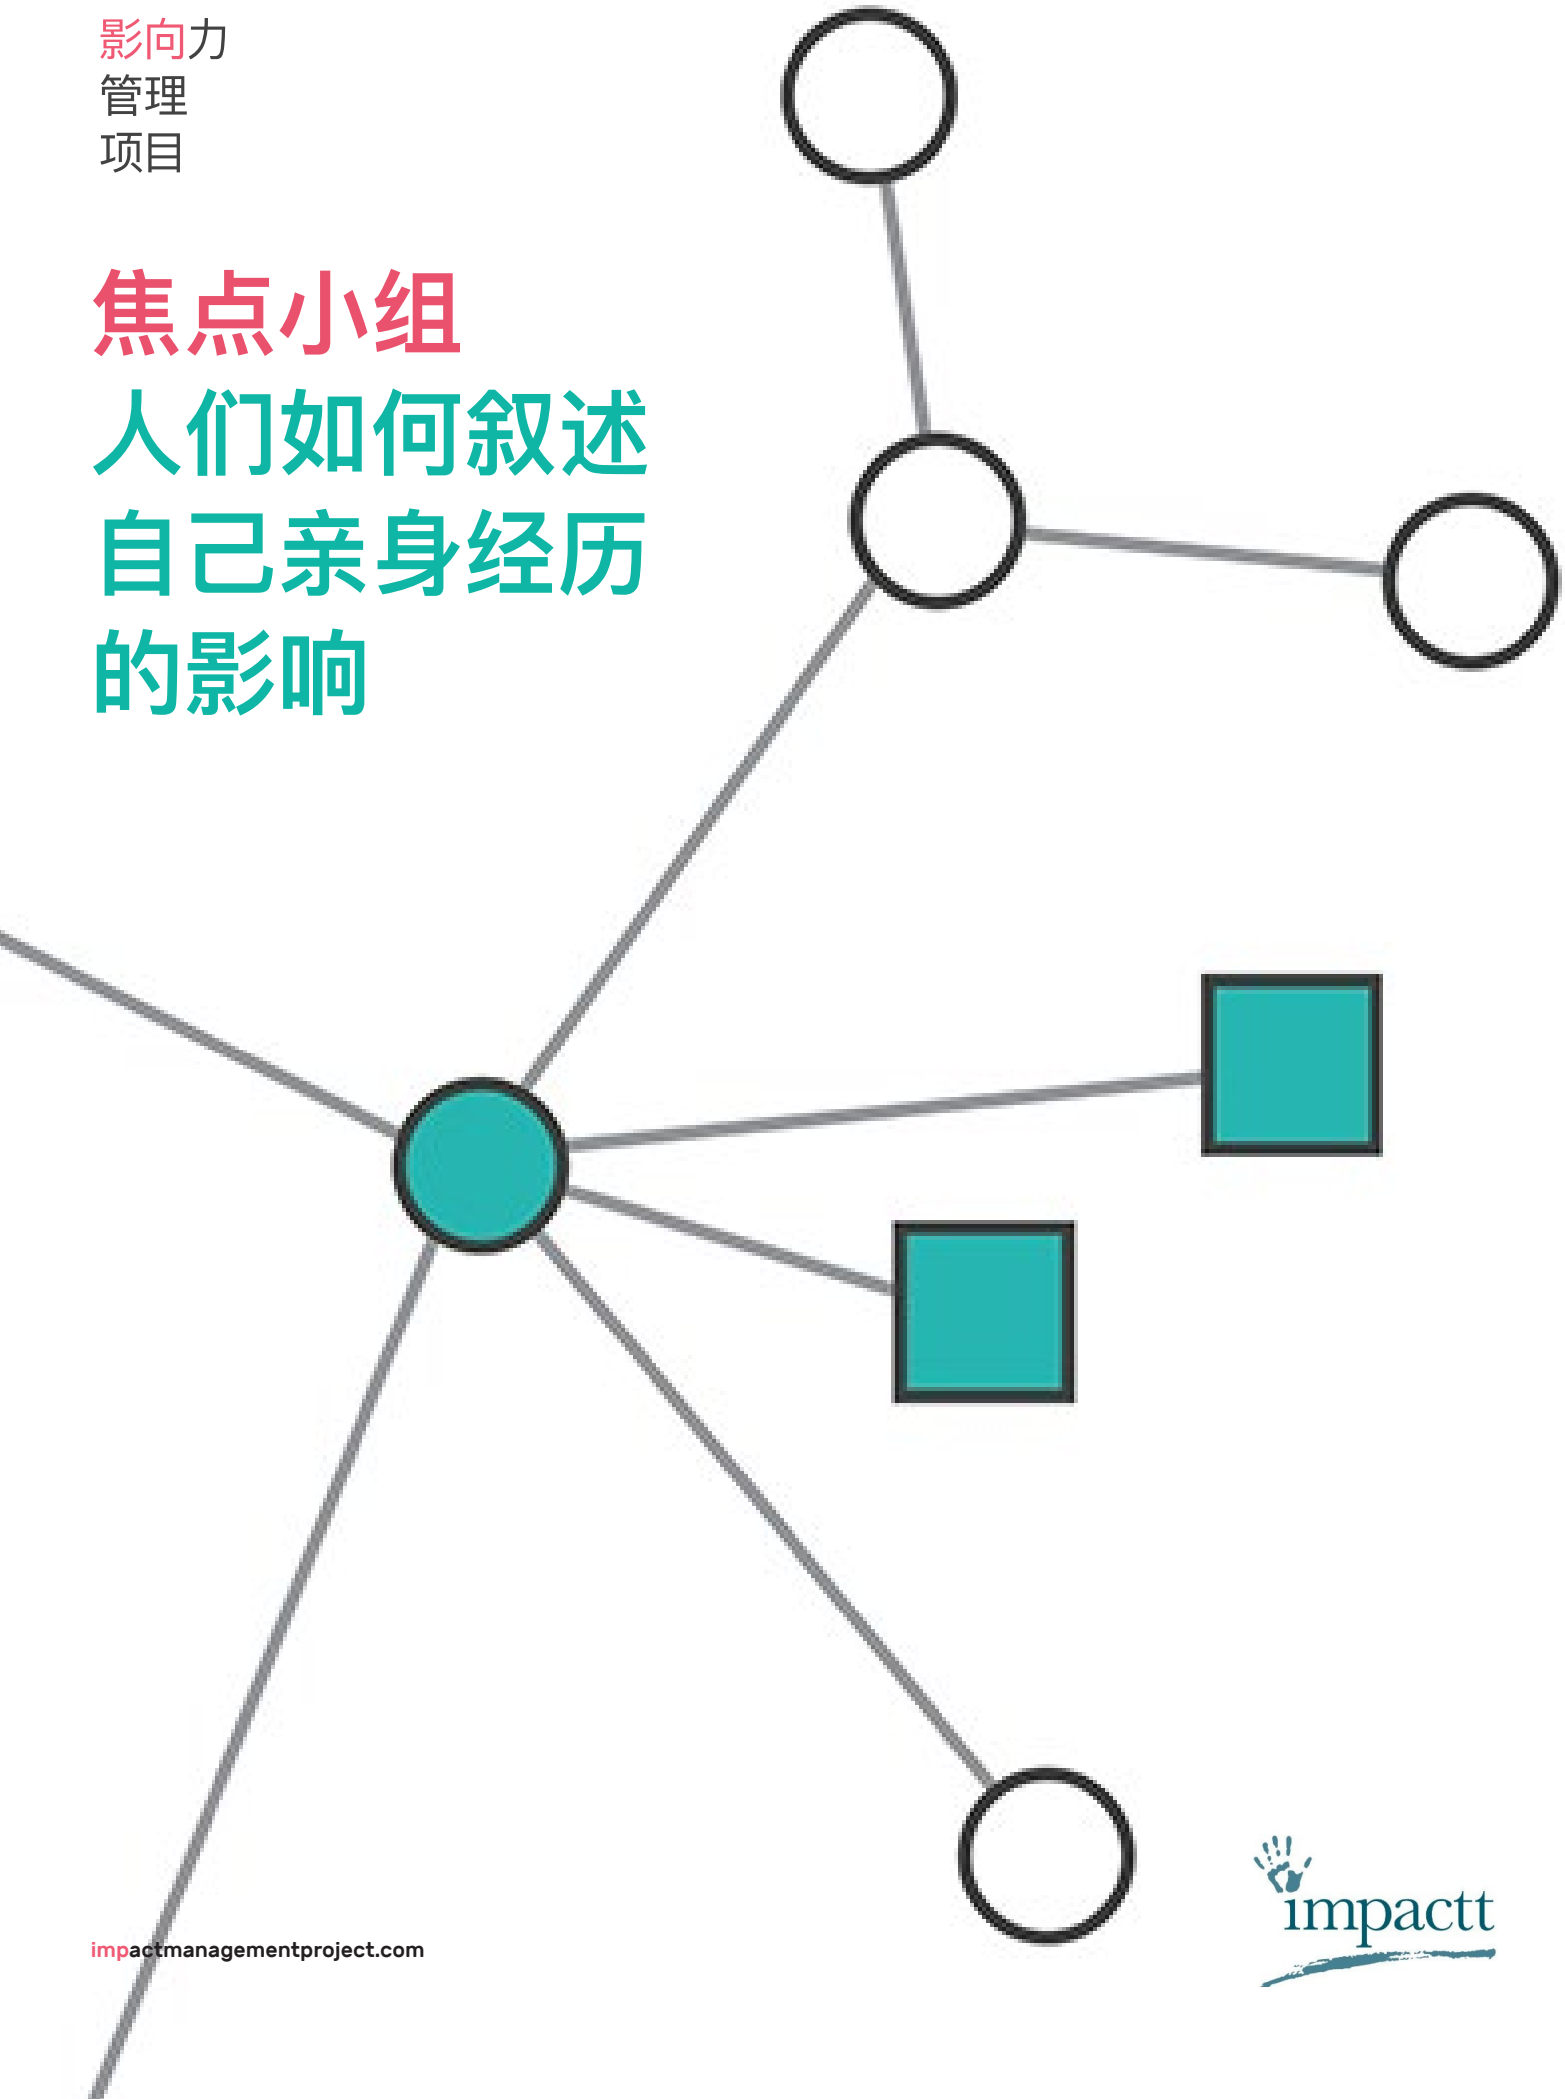 影向力
管理
项目
焦点小组
人们如何叙述
自己亲身经历
的影响
impactmanagementproject.com
impactt